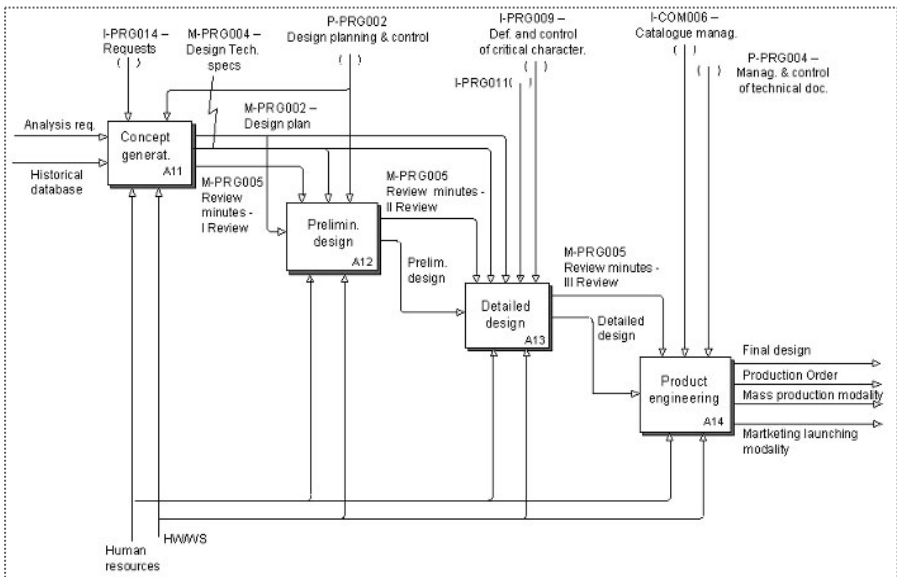 I-PRG014 –
Requests
( )
M-PRG004 –
Design Tech.
specs
P-PRG002
Design planning & control
( )
I-PRG009 –
Def. and control
of critical character.
( )
I-PRG011( )
I-COM006 –
Catalogue manag.
( )
P-PRG004 –
Manag. & control
of technical doc.
( )
M-PRG002 –
Design plan
Analysis req.
Historical
database
Concept
generat.
A11
M-PRG005
Review
minutes -
I Review
Prelimin.
design
A12
M-PRG005
Review minutes -
II Review
Prelim.
design
Detailed
design
A13
M-PRG005
Review minutes -
III Review
Detailed
design
Product
engineering
A14
Final design
Production Order
Mass production modality
Martketing launching
modality
HW/WS
Human
resources